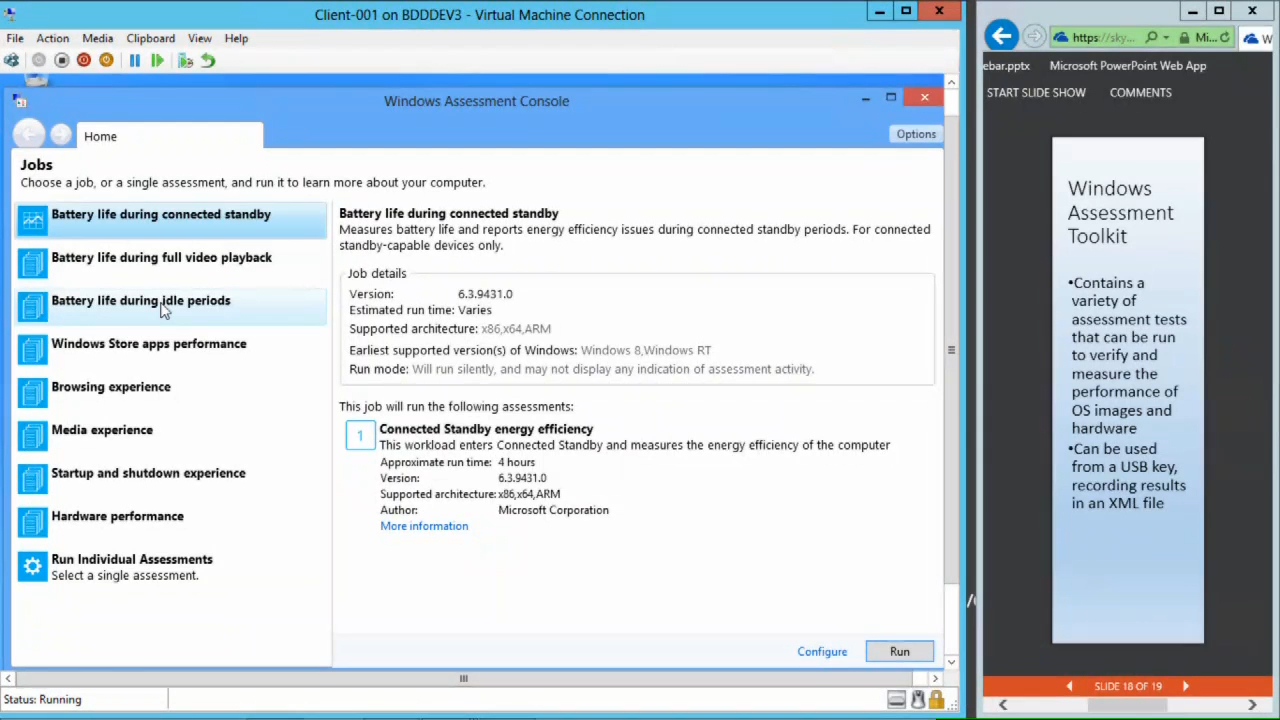 Client-001 on BDDDEV3 - Virtual Machine Connection
File Action Media Clipboard View Help
Windows Assessment Console
Home
Options
Jobs
Choose a job, or a single assessment, and run it to learn more about your computer.
Battery life during connected standby
Battery life during full video playback
Battery life during idle periods
Windows Store apps performance
Browsing experience
Media experience
Startup and shutdown experience
Hardware performance
Run Individual Assessments
Select a single assessment.
Battery life during connected standby
Measures battery life and reports energy efficiency issues during connected standby periods. For connected
standby-capable devices only.
Job details
Version: 6.3.9431.0
Estimated run time: Varies
Supported architecture: x86,x64,ARM
Earliest supported version(s) of Windows: Windows 8,Windows RT
Run mode: Will run silently, and may not display any indication of assessment activity.
This job will run the following assessments:
1
Connected Standby energy efficiency
This workload enters Connected Standby and measures the energy efficiency of the computer
Approximate run time: 4 hours
Version: 6.3.9431.0
Supported architecture: x86,x64,ARM
Author: Microsoft Corporation
More information
Configure
Run
Status: Running
https://sky...
Mi...
W
ebar.pptx Microsoft PowerPoint Web App
START SLIDE SHOW COMMENTS
Windows
Assessment
Toolkit
•Contains a
variety of
assessment tests
that can be run
to verify and
measure the
performance of
OS images and
hardware
•Can be used
from a USB key,
recording results
in an XML file
SLIDE 18 OF 19